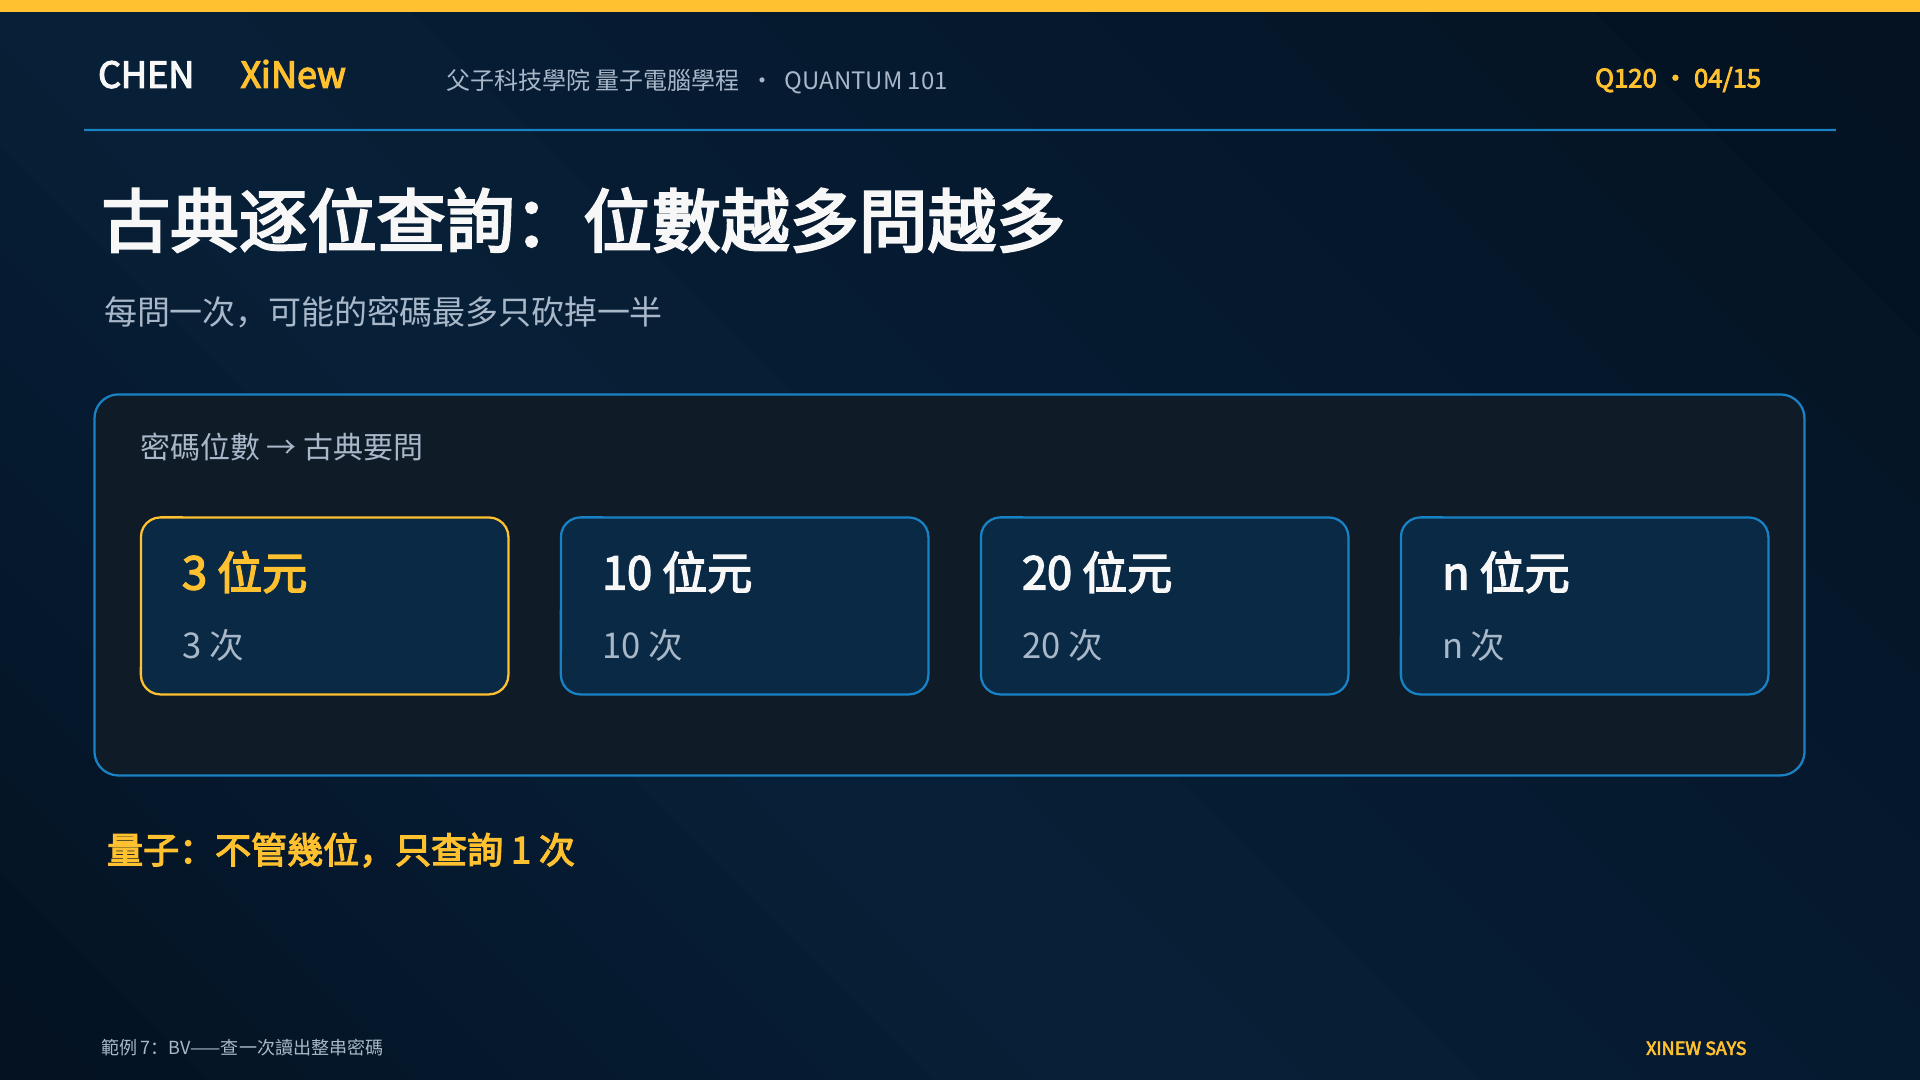 CHEN XiNew 父子科技學院 量子電腦學程 • QUANTUM 101 Q120 • 04/15
古典逐位查詢：位數越多問越多
每問一次，可能的密碼最多只砍掉一半
密碼位數 → 古典要問
3 位元 10 位元 20 位元 n 位元
3 次 10 次 20 次 n 次
量子：不管幾位，只查詢 1 次
範例 7：BV——查一次讀出整串密碼 XINEW SAYS